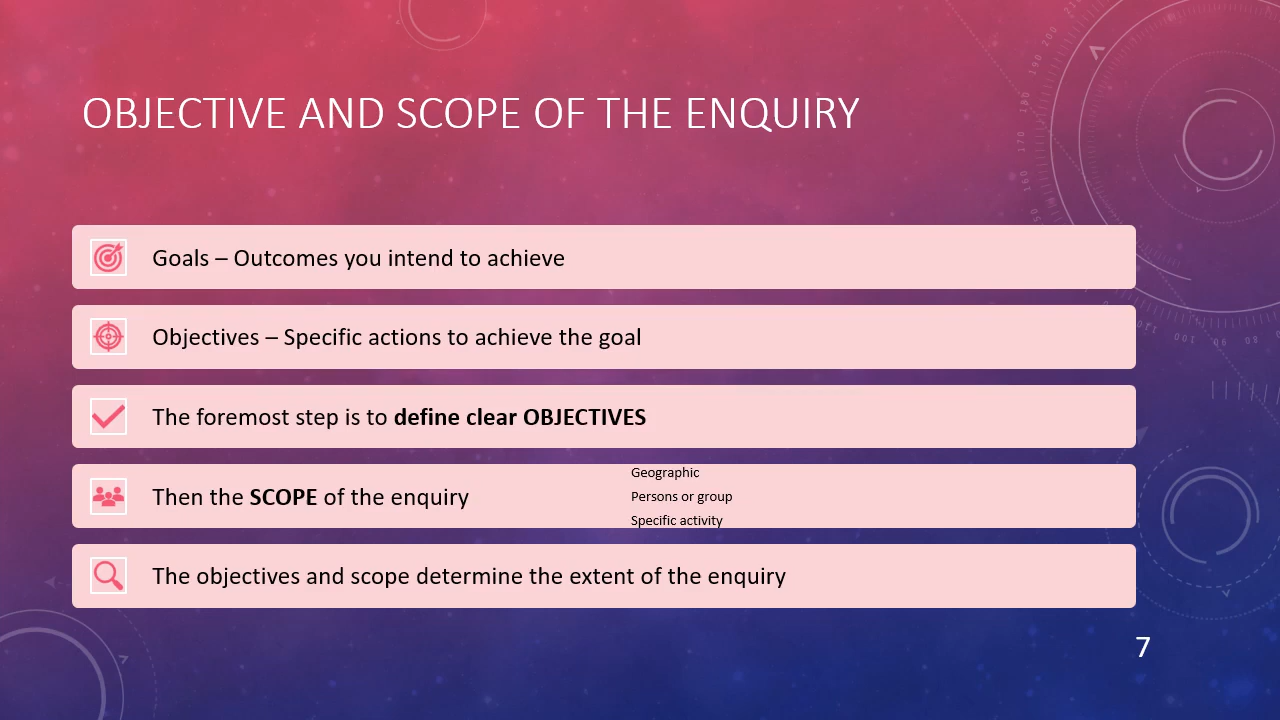 OBJECTIVE AND SCOPE OF THE ENQUIRY
Goals – Outcomes you intend to achieve
Objectives – Specific actions to achieve the goal
The foremost step is to define clear OBJECTIVES
Then the SCOPE of the enquiry
Geographic
Persons or group
Specific activity
The objectives and scope determine the extent of the enquiry
7